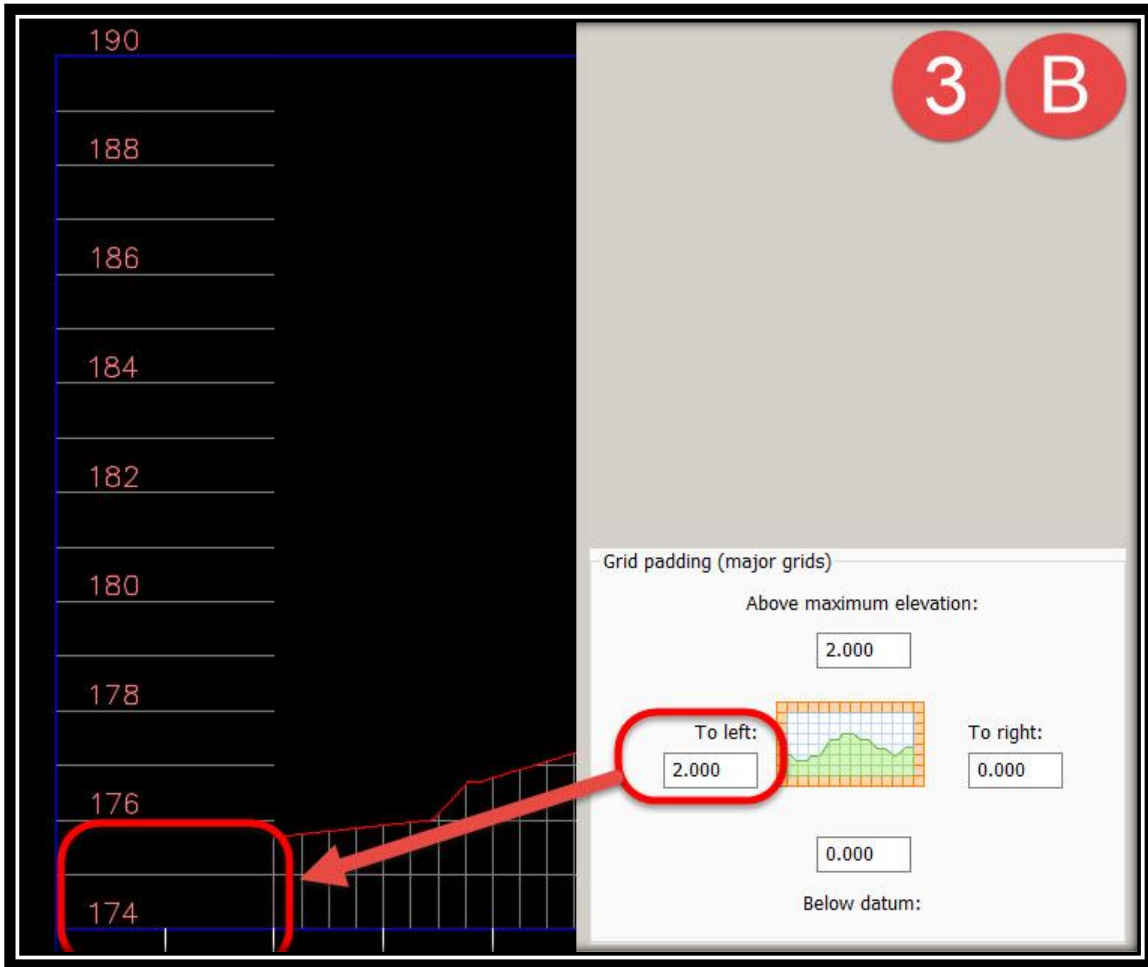 190
188
186
184
182
180
178
176
174
3 B
Grid padding (major grids)
Above maximum elevation:
2.000
To left:
To right:
2.000
0.000
0.000
Below datum: